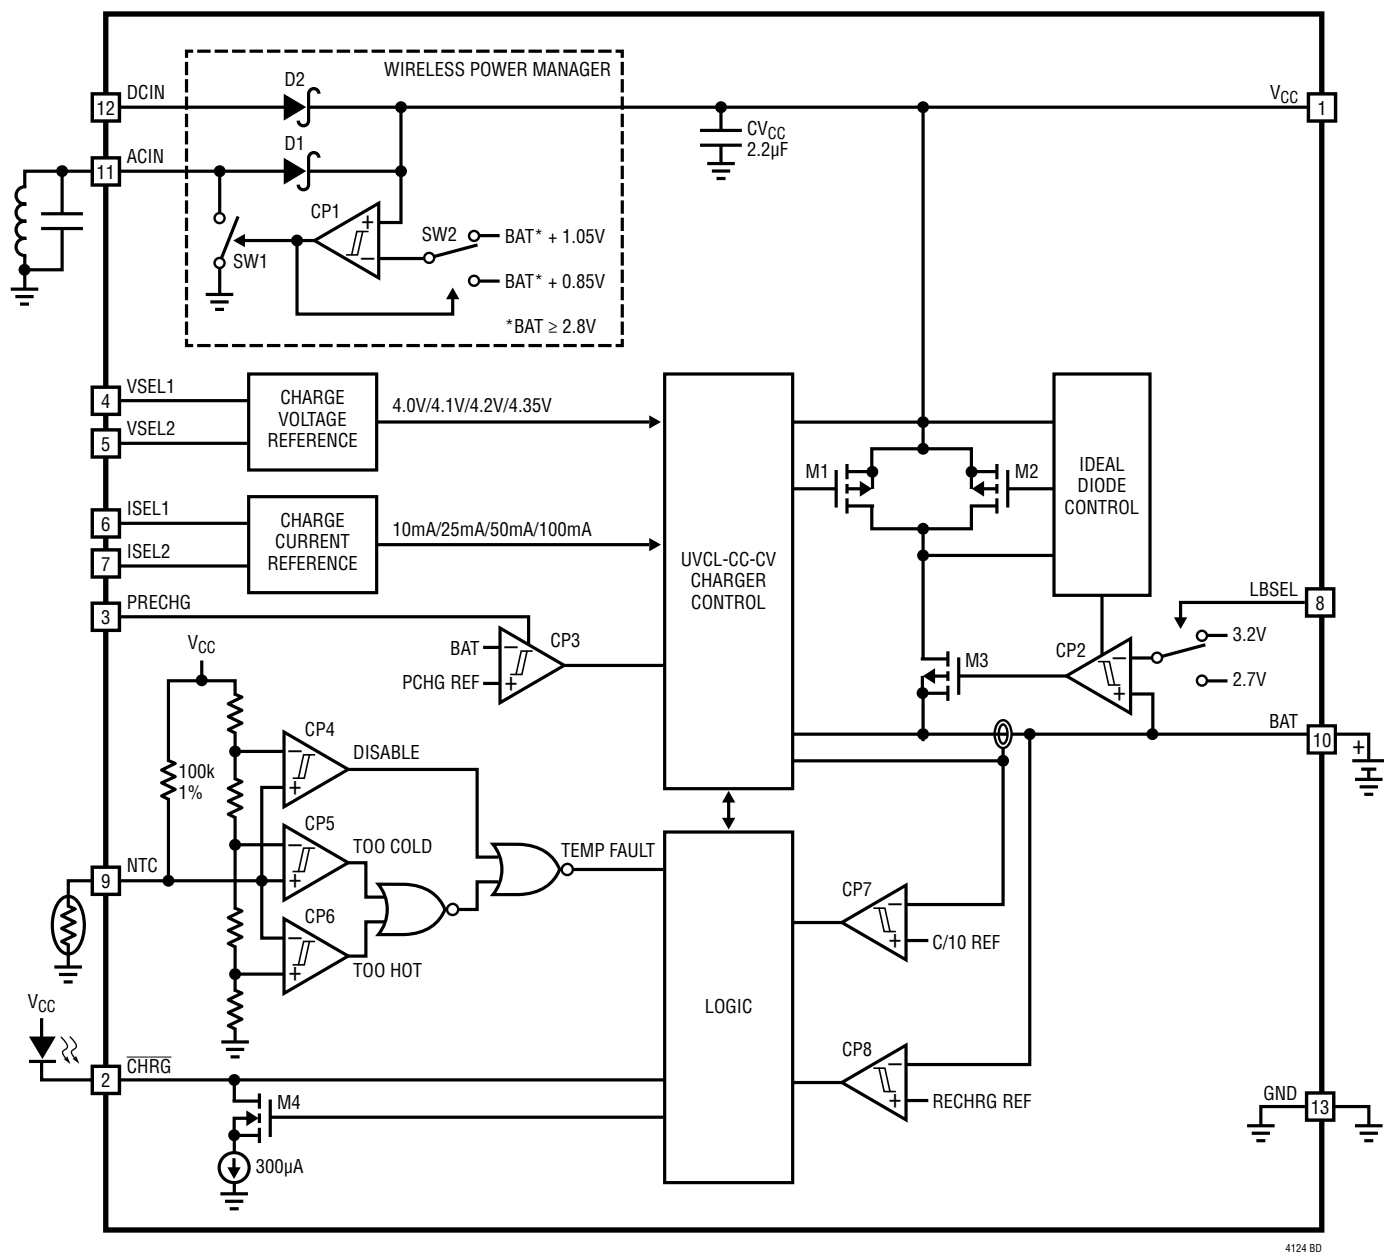 WIRELESS POWER MANAGER
DCIN
12
D2
VCC
1
ACIN
11
D1
CVCC
2.2µF
CP1
+
−
SW1
SW2
BAT* + 1.05V
BAT* + 0.85V
*BAT ≥ 2.8V
VSEL1
4
VSEL2
5
CHARGE
VOLTAGE
REFERENCE
4.0V/4.1V/4.2V/4.35V
ISEL1
6
ISEL2
7
CHARGE
CURRENT
REFERENCE
10mA/25mA/50mA/100mA
UVCL-CC-CV
CHARGER
CONTROL
M1
M2
IDEAL
DIODE
CONTROL
PRECHG
3
BAT
PCHG REF
−
+
CP3
LBSEL
8
3.2V
2.7V
CP2
−
+
M3
BAT
10
+
VCC
100k
1%
CP4
−
+
DISABLE
CP5
−
+
TOO COLD
NTC
9
CP6
−
+
TOO HOT
TEMP FAULT
LOGIC
CP7
−
+
C/10 REF
CP8
−
+
RECHRG REF
VCC
CHRG
2
M4
300µA
GND
13
4124 BD